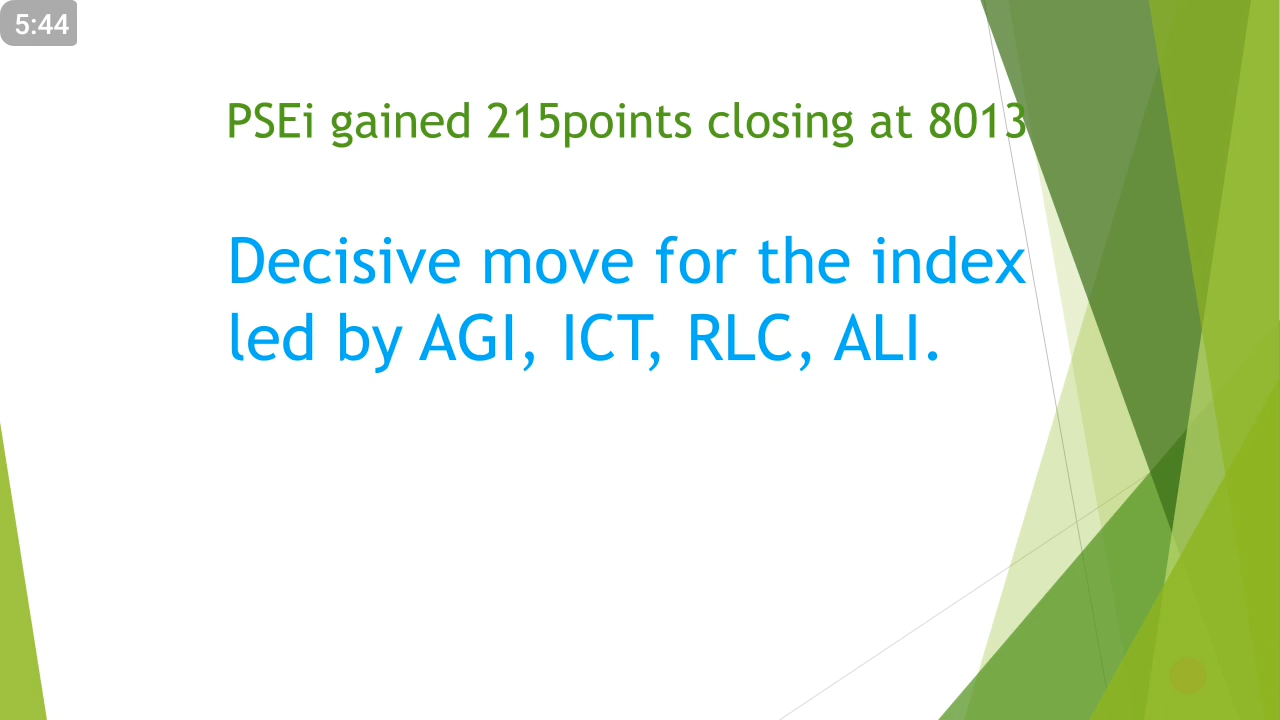 5:44
PSEi gained 215points closing at 8013
Decisive move for the index
led by AGI, ICT, RLC, ALI.